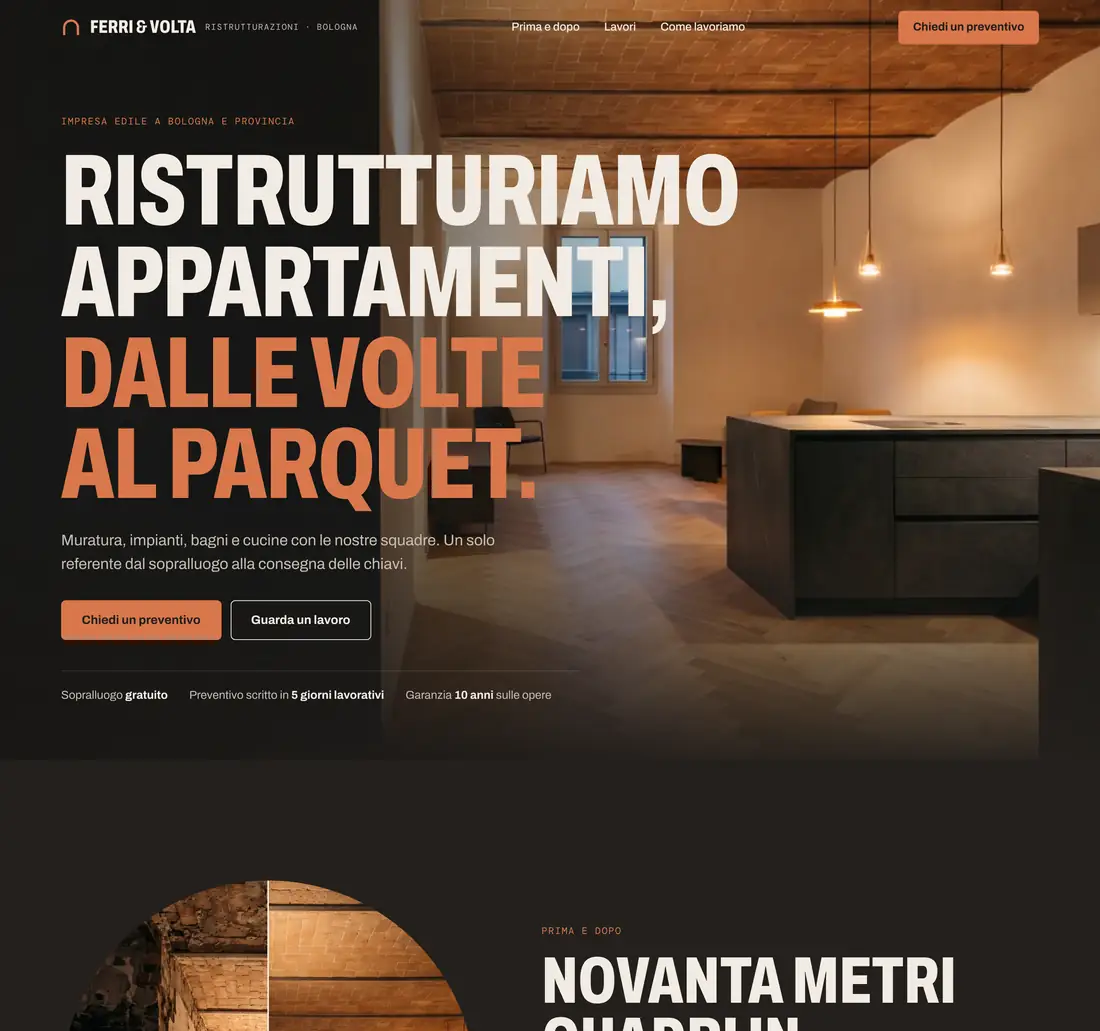 FERRI & VOLTA RISTRUTTURAZIONI · BOLOGNA
Prima e dopo
Lavori
Come lavoriamo
Chiedi un preventivo
IMPRESA EDILE A BOLOGNA E PROVINCIA
RISTRUTTURIAMO
APPARTAMENTI,
DALLE VOLTE
AL PARQUET.
Muratura, impianti, bagni e cucine con le nostre squadre. Un solo
referente dal sopralluogo alla consegna delle chiavi.
Chiedi un preventivo
Guarda un lavoro
Sopralluogo gratuito
Preventivo scritto in 5 giorni lavorativi
Garanzia 10 anni sulle opere
PRIMA E DOPO
NOVANTA METRI